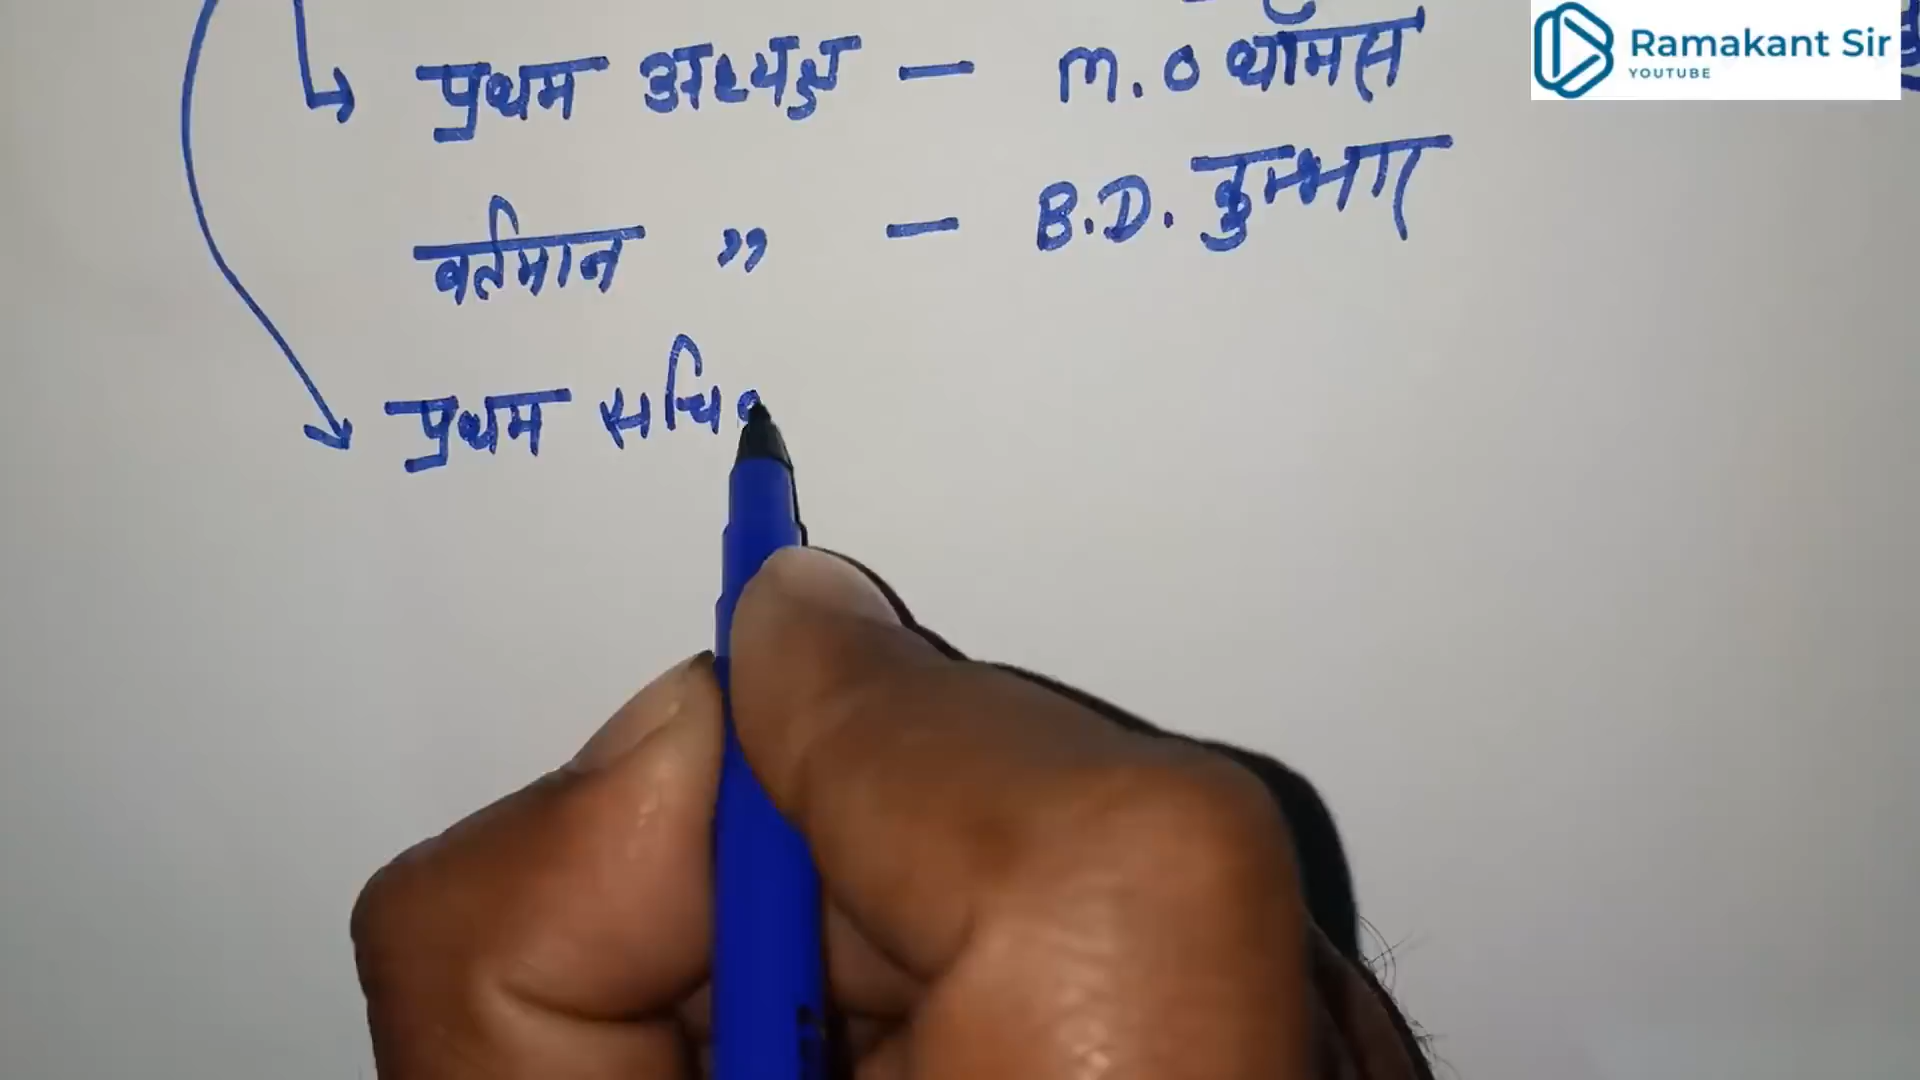 प्रथम अध्यक्ष — M. O थॉमस
Ramakant Sir
YOUTUBE
वर्तमान " — B.D. कुम्भार
प्रथम सचिव